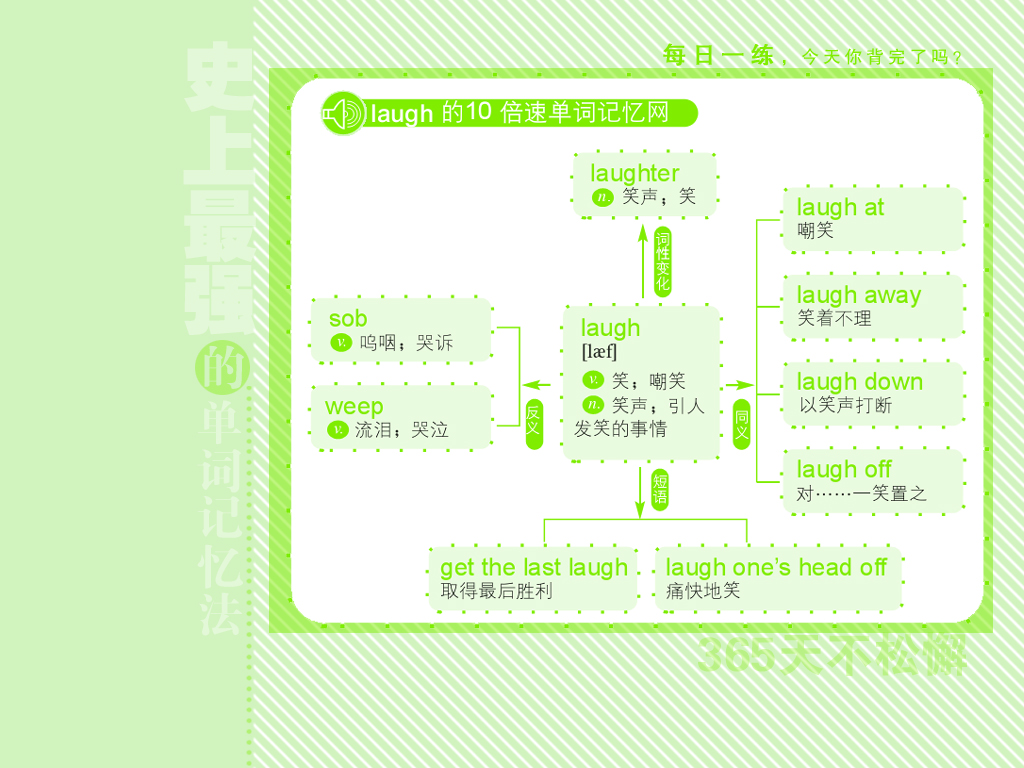 每日一练，今天你背完了吗？
史上最强的单词记忆法
laugh 的10 倍速单词记忆网
laughter
n. 笑声；笑
词性变化
laugh at
嘲笑
laugh away
笑着不理
laugh down
以笑声打断
laugh off
对……一笑置之
同义
laugh
[læf]
v. 笑；嘲笑
n. 笑声；引人
发笑的事情
反义
sob
v. 呜咽；哭诉
weep
v. 流泪；哭泣
短语
get the last laugh
取得最后胜利
laugh one's head off
痛快地笑
365天不松懈